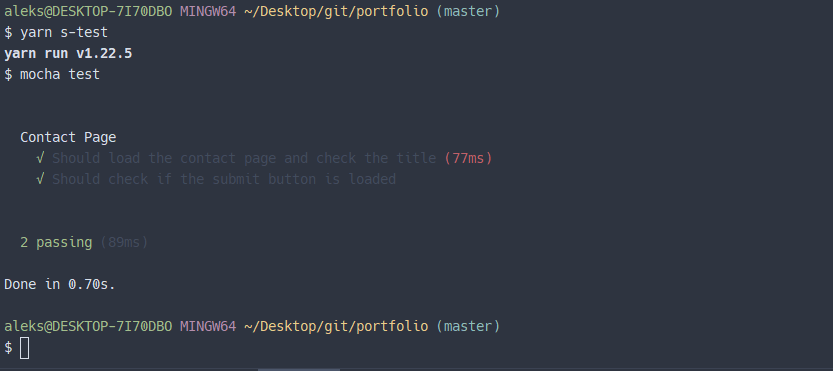 aleks@DESKTOP-7I70DBO MINGW64 ~/Desktop/git/portfolio (master)
$ yarn s-test
yarn run v1.22.5
$ mocha test
Contact Page
√ Should load the contact page and check the title (77ms)
√ Should check if the submit button is loaded
2 passing (89ms)
Done in 0.70s.
aleks@DESKTOP-7I70DBO MINGW64 ~/Desktop/git/portfolio (master)
$